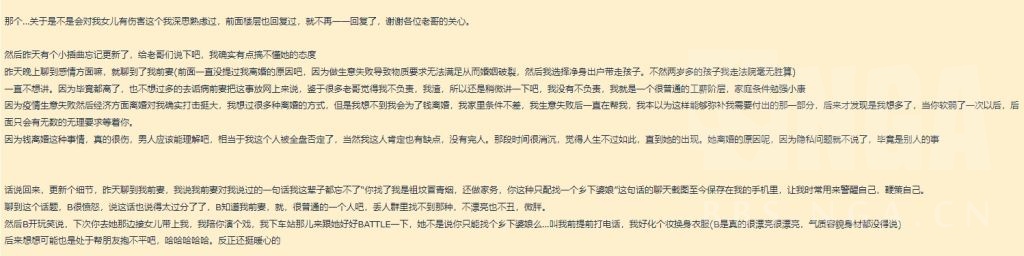 那个...关于是不是会对我女儿有伤害这个我深思熟虑过，前面楼层也回复过，就不再一一回复了，谢谢各位老哥的关心。
然后昨天有个小插曲忘记更新了，给老哥们说下吧，我确实有点搞不懂她的态度
昨天晚上聊到感情方面嘛，就聊到了我前妻(前面一直没提过我离婚的原因吧，因为做生意失败导致物质要求无法满足从而婚姻破裂，然后我选择净身出户带走孩子。不然两岁多的孩子我走法院毫无胜算)
一直不想讲。因为毕竟都离了，也不想过多的去诋毁前妻把这事放网上来说，鉴于很多老哥觉得我不负责，我渣，所以还是稍微讲一下吧，我没有不负责，我就是一个很普通的工薪阶层，家庭条件勉强小康
因为疫情生意失败然后经济方面离婚对我确实打击挺大，我想过很多种离婚的方式，但是我想不到我会为了钱离婚，我家里条件不差，我生意失败后一直在帮我，我本以为这样能够弥补我需要付出的那一部分，后来才发现是我想多了，当你软弱了一次以后，后面只会有无数的无理要求等着你。
因为钱离婚这种事情，真的很伤，男人应该能理解吧，相当于我这个人被全盘否定了，当然我这人肯定也有缺点，没有完人。那段时间很消沉，觉得人生不过如此，直到她的出现。她离婚的原因呢，因为隐私问题就不说了，毕竟是别人的事
话说回来，更新个细节，昨天聊到我前妻，我说我前妻对我说过的一句话我这辈子都忘不了"你找了我是祖坟冒青烟，还做家务，你这种只配找一个乡下婆娘"这句话的聊天截图至今保存在我的手机里，让我时常用来警醒自己，鞭策自己。
聊到这个话题，B很愤怒，说这话也说得太过分了了，B知道我前妻，就，很普通的一个人吧，丢人群里找不到那种，不漂亮也不丑，微胖。
然后B开玩笑说，下次你去她那边接女儿带上我，我陪你演个戏，我下车站那儿来跟她好好BATTLE一下，她不是说你只能找个乡下婆娘么...叫我前提前打电话，我好化个妆换身衣服(B是真的很漂亮很漂亮，气质容貌身材都没得说)
后来想想可能也是处于帮朋友抱不平吧，哈哈哈哈哈。反正还挺暖心的